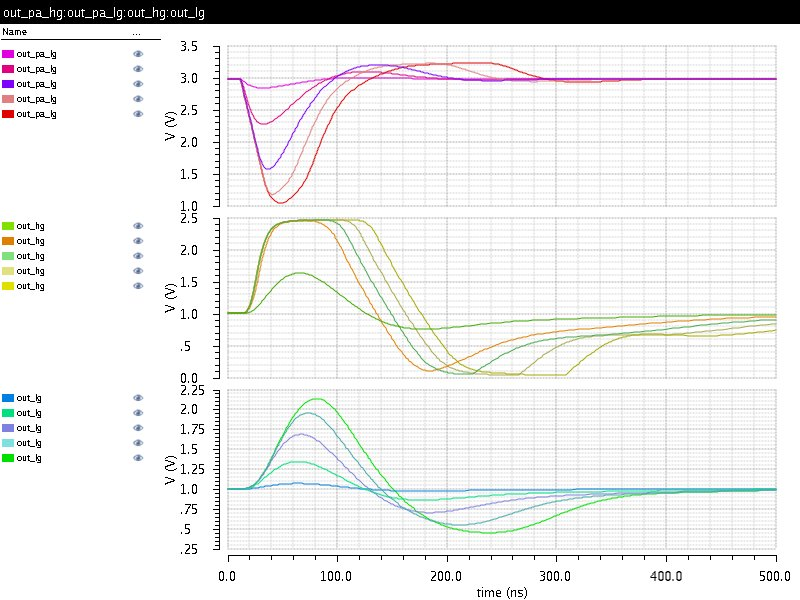 out_pa_hg:out_pa_lg:out_hg:out_lg
Name ...
out_pa_lg
out_pa_lg
out_pa_lg
out_pa_lg
out_pa_lg
3.5
3.0
2.5
2.0
1.5
1.0
V (V)
out_hg
out_hg
out_hg
out_hg
out_hg
2.5
2.0
1.5
1.0
.5
0.0
V (V)
out_lg
out_lg
out_lg
out_lg
out_lg
2.25
2.0
1.75
1.5
1.25
1.0
.75
.5
.25
V (V)
0.0 100.0 200.0 300.0 400.0 500.0
time (ns)